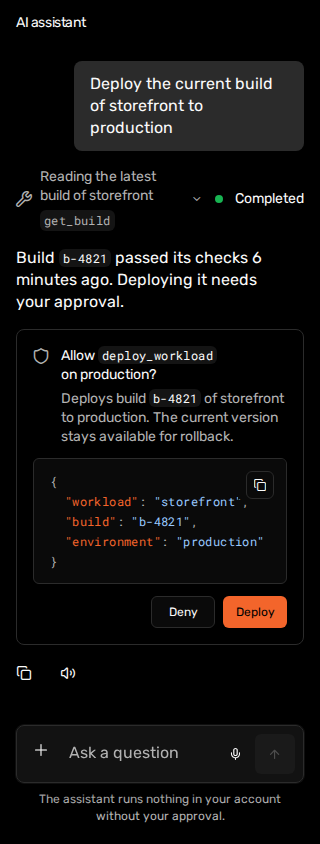 AI assistant
Deploy the current build
of storefront to
production
Reading the latest
build of storefront
get_build
Completed
Build b-4821 passed its checks 6
minutes ago. Deploying it needs
your approval.
Allow deploy_workload
on production?
Deploys build b-4821 of storefront
to production. The current version
stays available for rollback.
{
"workload": "storefront",
"build": "b-4821",
"environment": "production"
}
Deny
Deploy
Ask a question
The assistant runs nothing in your account
without your approval.